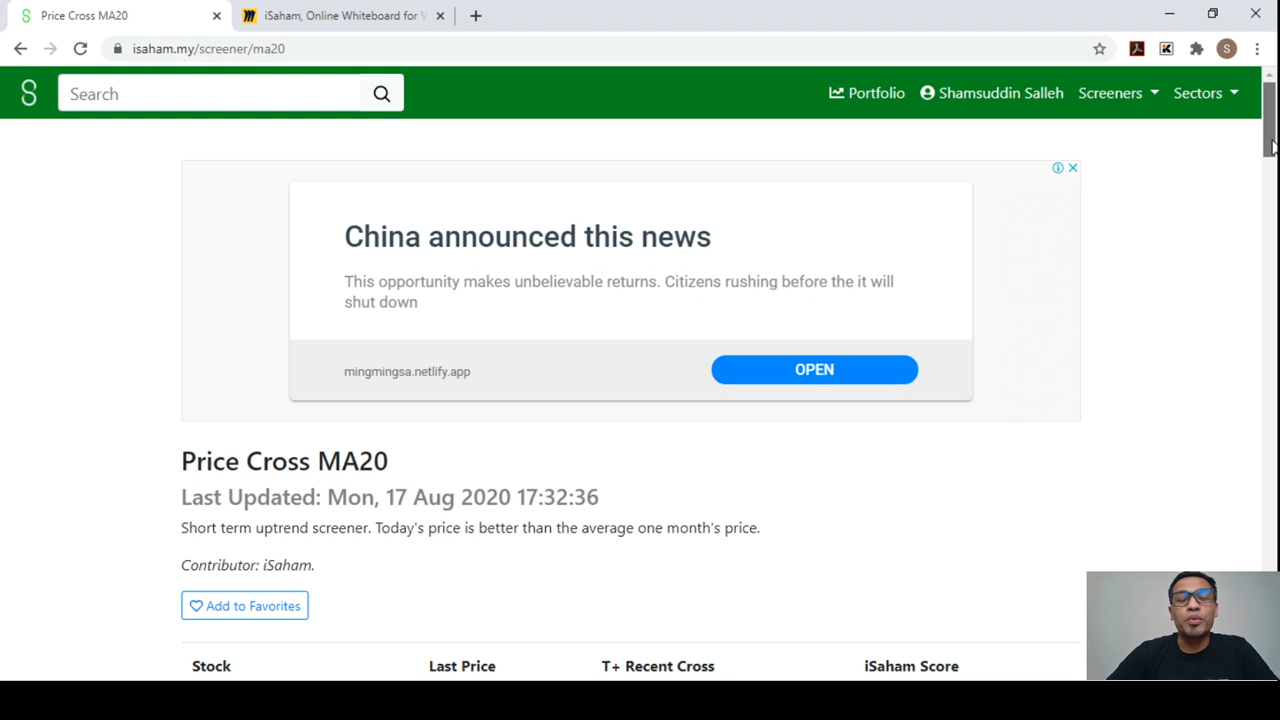 Price Cross MA20
iSaham, Online Whiteboard for V
isaham.my/screener/ma20
S
Search
Portfolio
Shamsuddin Salleh
Screeners
Sectors
China announced this news
This opportunity makes unbelievable returns. Citizens rushing before the it will
shut down
mingmingsa.netlify.app
OPEN
Price Cross MA20
Last Updated: Mon, 17 Aug 2020 17:32:36
Short term uptrend screener. Today's price is better than the average one month's price.
Contributor: iSaham.
Add to Favorites
Stock Last Price T+ Recent Cross iSaham Score